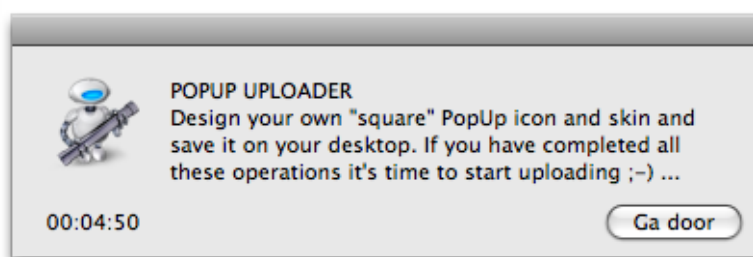 POPUP UPLOADER
Design your own "square" PopUp icon and skin and
save it on your desktop. If you have completed all
these operations it's time to start uploading ;-) ...
00:04:50
Ga door